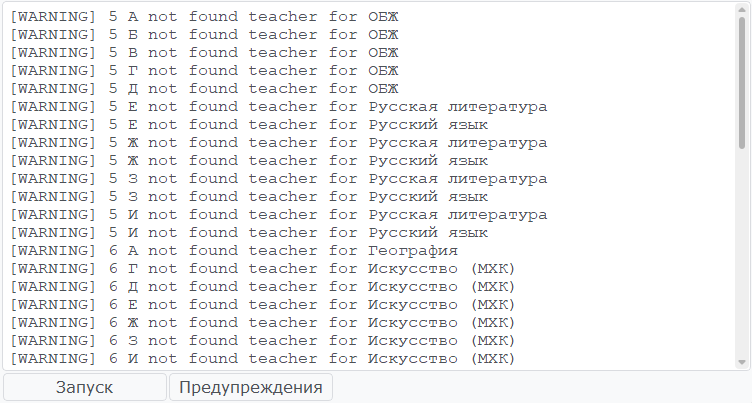 [WARNING] 5 А not found teacher for ОБЖ
[WARNING] 5 Б not found teacher for ОБЖ
[WARNING] 5 В not found teacher for ОБЖ
[WARNING] 5 Г not found teacher for ОБЖ
[WARNING] 5 Д not found teacher for ОБЖ
[WARNING] 5 Е not found teacher for Русская литература
[WARNING] 5 Е not found teacher for Русский язык
[WARNING] 5 Ж not found teacher for Русская литература
[WARNING] 5 Ж not found teacher for Русский язык
[WARNING] 5 З not found teacher for Русская литература
[WARNING] 5 З not found teacher for Русский язык
[WARNING] 5 И not found teacher for Русская литература
[WARNING] 5 И not found teacher for Русский язык
[WARNING] 6 А not found teacher for География
[WARNING] 6 Г not found teacher for Искусство (МХК)
[WARNING] 6 Д not found teacher for Искусство (МХК)
[WARNING] 6 Е not found teacher for Искусство (МХК)
[WARNING] 6 Ж not found teacher for Искусство (МХК)
[WARNING] 6 З not found teacher for Искусство (МХК)
[WARNING] 6 И not found teacher for Искусство (МХК)
Запуск Предупреждения